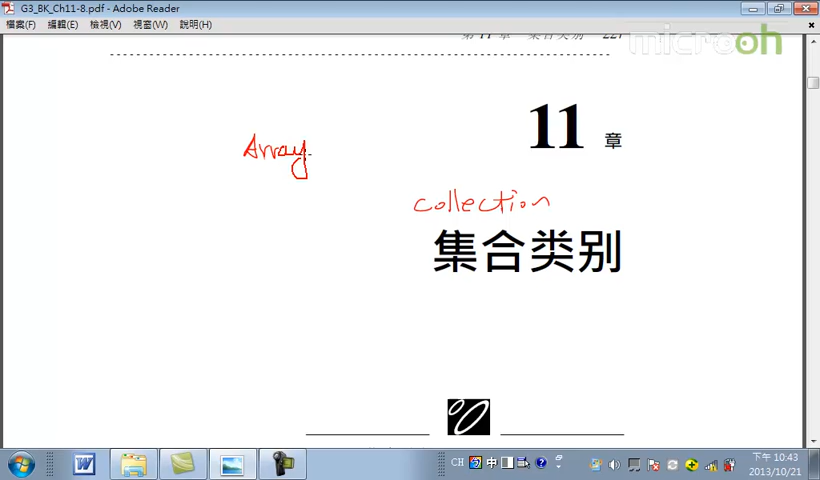 G3_BK_Ch11-8.pdf - Adobe Reader
檔案(F) 編輯(E) 檢視(V) 視窗(W) 說明(H)
microoh
11 章
Array
collection
集合类别
CH 中
下午 10:43
2013/10/21